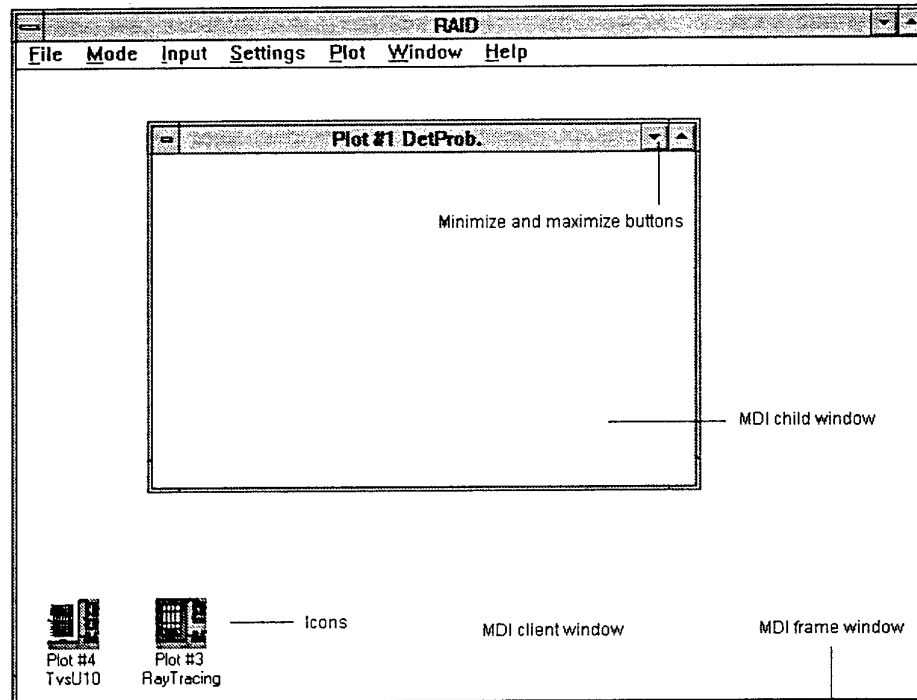 RAID
File Mode Input Settings Plot Window Help
Plot #1 DetProb.
Minimize and maximize buttons
MDI child window
Icons
MDI client window
MDI frame window
Plot #4
TvsU10
Plot #3
RayTracing